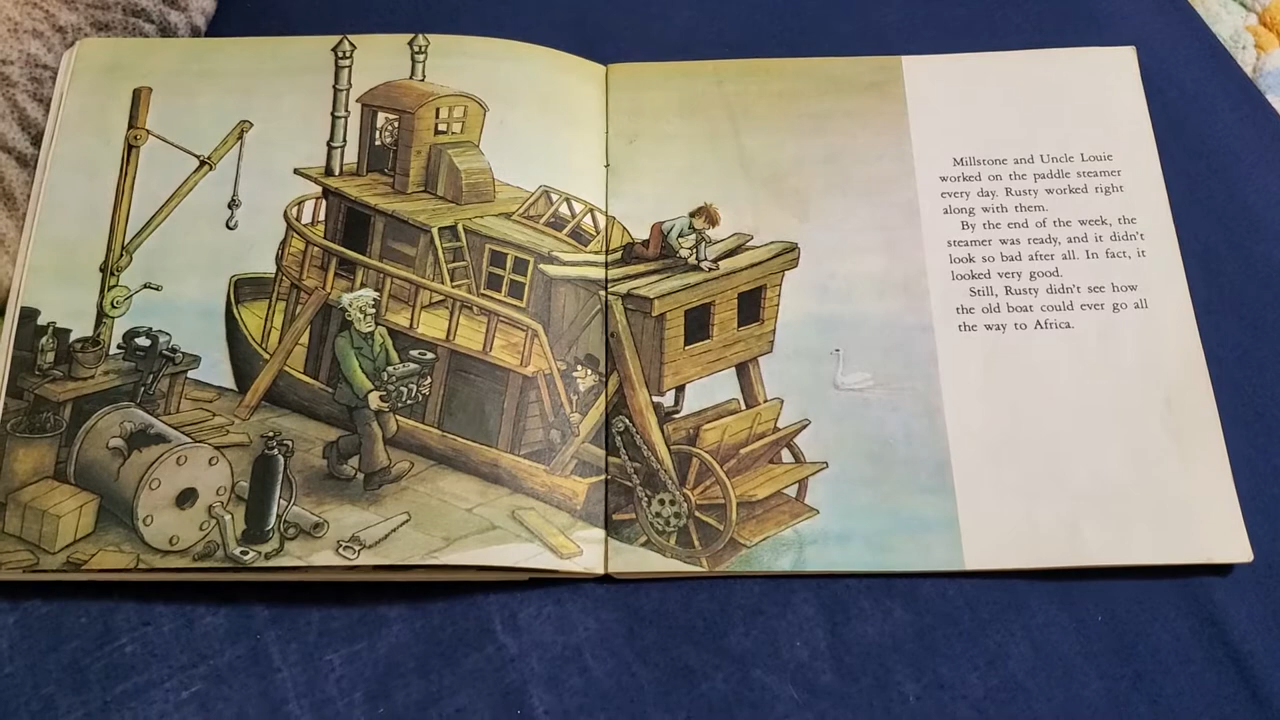 Millstone and Uncle Louie
worked on the paddle steamer
every day. Rusty worked right
along with them.
By the end of the week, the
steamer was ready, and it didn't
look so bad after all. In fact, it
looked very good.
Still, Rusty didn't see how
the old boat could ever go all
the way to Africa.